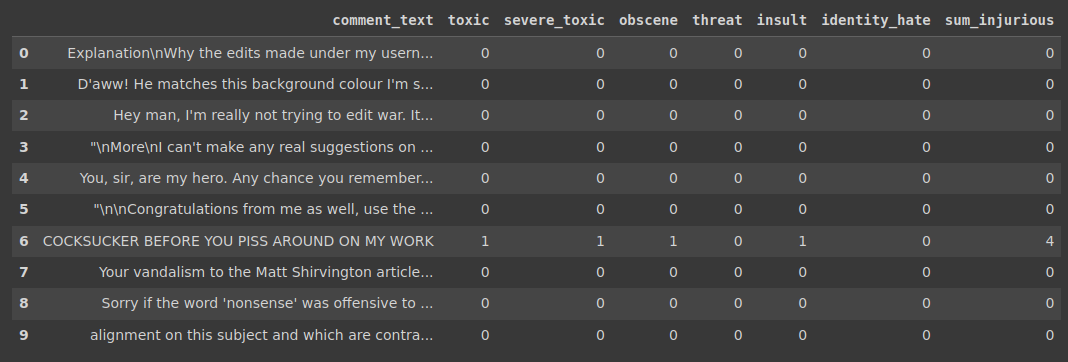 comment_text toxic severe_toxic obscene threat insult identity_hate sum_injurious
0 Explanation\nWhy the edits made under my usern... 0 0 0 0 0 0 0
1 D'aww! He matches this background colour I'm s... 0 0 0 0 0 0 0
2 Hey man, I'm really not trying to edit war. It... 0 0 0 0 0 0 0
3 "\nMore\nI can't make any real suggestions on ... 0 0 0 0 0 0 0
4 You, sir, are my hero. Any chance you remember... 0 0 0 0 0 0 0
5 "\n\nCongratulations from me as well, use the ... 0 0 0 0 0 0 0
6 COCKSUCKER BEFORE YOU PISS AROUND ON MY WORK 1 1 1 0 1 0 4
7 Your vandalism to the Matt Shirvington article... 0 0 0 0 0 0 0
8 Sorry if the word 'nonsense' was offensive to ... 0 0 0 0 0 0 0
9 alignment on this subject and which are contra... 0 0 0 0 0 0 0